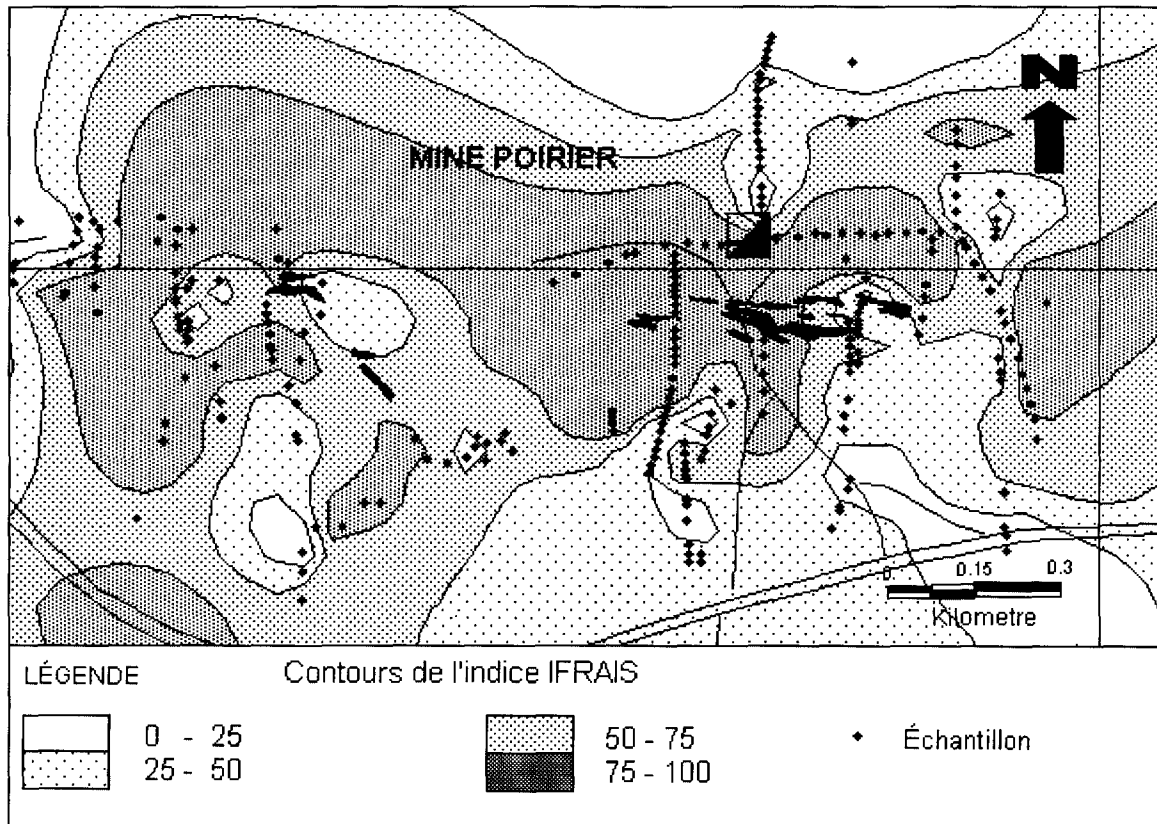 MINE POIRIER
N
0. 0.15 0.3
Kilometre
LÉGENDE
Contours de l'indice IFRAIS
0 - 25
25 - 50
50 - 75
75 - 100
Échantillon